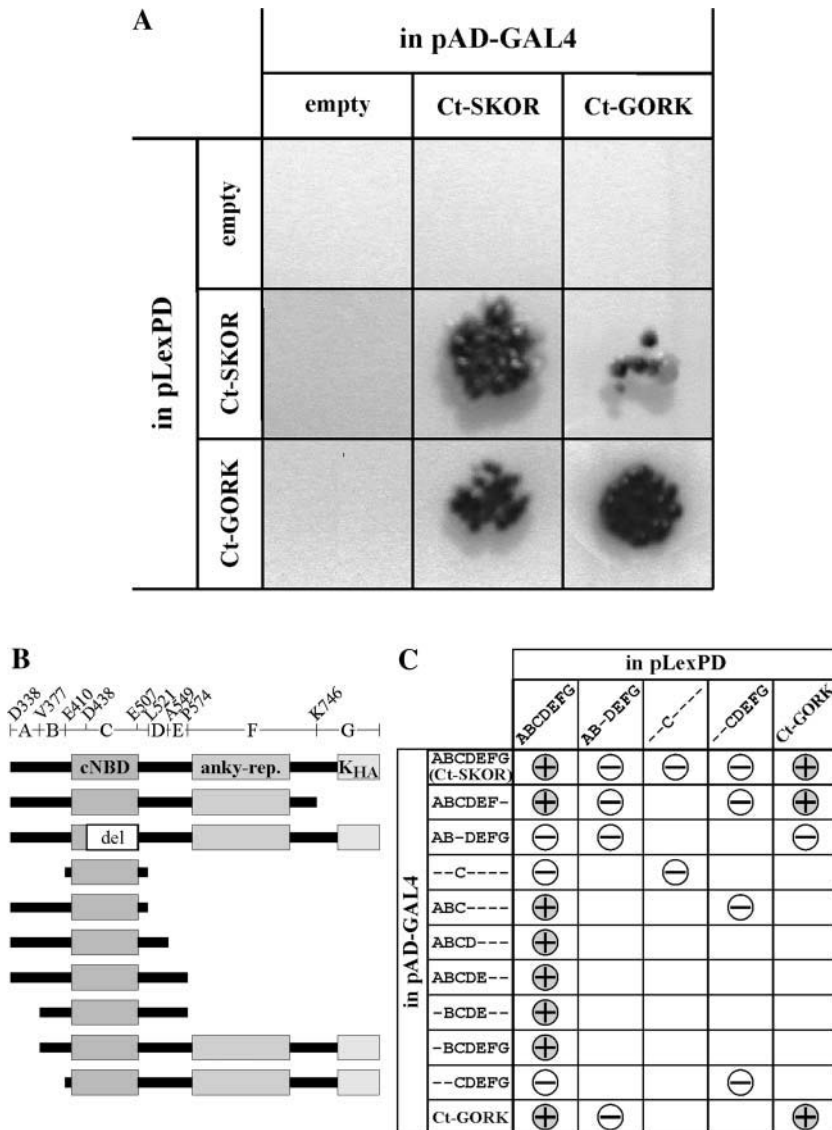 A
in pAD-GAL4
empty
Ct-SKOR
Ct-GORK
in pLexPD
empty
Ct-SKOR
Ct-GORK
B
D338
V377
E410
D438
E507
L521
A549
P574
K746
A B C D E F G
cNBD
anky-rep.
KHA
del
C
in pLexPD
ABCDEFG
AB-DEFG
--C----
--CDEFG
Ct-GORK
in pAD-GAL4
ABCDEFG + − − − +
(Ct-SKOR)
ABCDEF- + − − +
AB-DEFG − − −
--C---- − −
ABC---- + −
ABCD--- +
ABCDE-- +
-BCDE-- +
-BCDEFG +
--CDEFG − −
Ct-GORK + − +